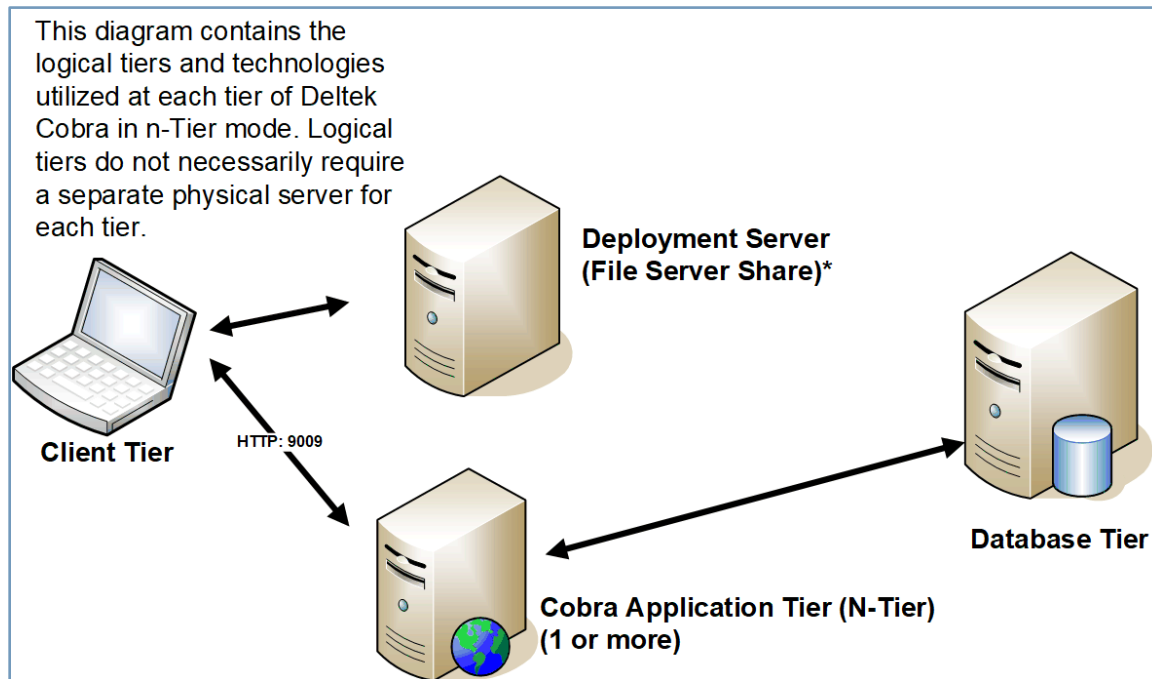 This diagram contains the
logical tiers and technologies
utilized at each tier of Deltek
Cobra in n-Tier mode. Logical
tiers do not necessarily require
a separate physical server for
each tier.
Deployment Server
(File Server Share)*
Client Tier
HTTP: 9009
Database Tier
Cobra Application Tier (N-Tier)
(1 or more)